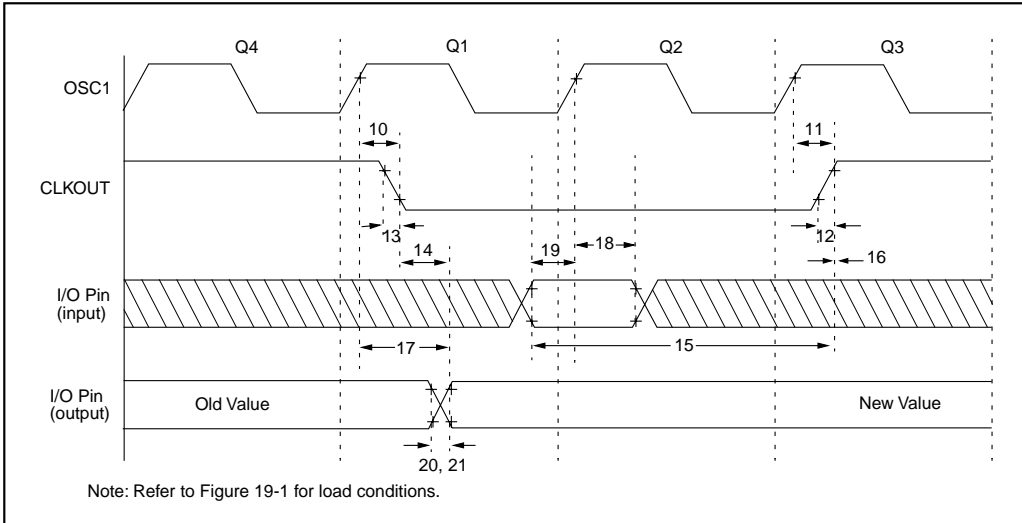 Q4 Q1 Q2 Q3
OSC1
10 11
CLKOUT
13 12
14 19 18 16
I/O Pin
(input)
17 15
I/O Pin
(output)
Old Value New Value
20, 21
Note: Refer to Figure 19-1 for load conditions.